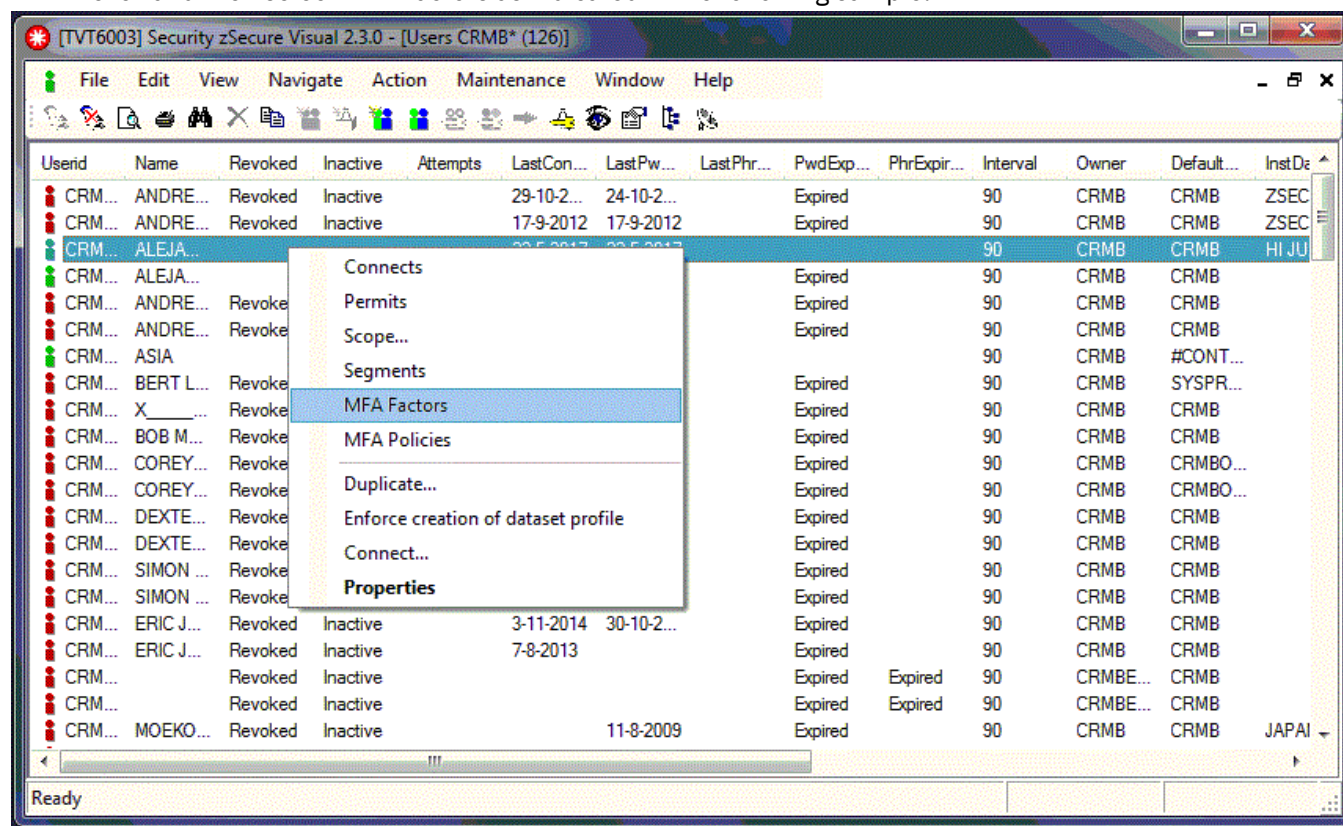 [TVT6003] Security zSecure Visual 2.3.0 - [Users CRMB* (126)]
File Edit View Navigate Action Maintenance Window Help
Userid Name Revoked Inactive Attempts LastCon... LastPw... LastPhr... PwdExp... PhrExpir... Interval Owner Default... InstDa
CRM... ANDRE... Revoked Inactive 29-10-2... 24-10-2... Expired 90 CRMB CRMB ZSEC
CRM... ANDRE... Revoked Inactive 17-9-2012 17-9-2012 Expired 90 CRMB CRMB ZSEC
CRM... ALEJA... 90 CRMB CRMB HI JU
CRM... ALEJA... Expired 90 CRMB CRMB
CRM... ANDRE... Revoke Expired 90 CRMB CRMB
CRM... ANDRE... Revoke Expired 90 CRMB CRMB
CRM... ASIA 90 CRMB #CONT...
CRM... BERT L... Revoke Expired 90 CRMB SYSPR...
CRM... X_____... Revoke Expired 90 CRMB CRMB
CRM... BOB M... Revoke Expired 90 CRMB CRMB
CRM... COREY... Revoke Expired 90 CRMB CRMBO...
CRM... COREY... Revoke Expired 90 CRMB CRMBO...
CRM... DEXTE... Revoke Expired 90 CRMB CRMB
CRM... DEXTE... Revoke Expired 90 CRMB CRMB
CRM... SIMON ... Revoke Expired 90 CRMB CRMB
CRM... SIMON ... Revoke Expired 90 CRMB CRMB
CRM... ERIC J... Revoked Inactive 3-11-2014 30-10-2... Expired 90 CRMB CRMB
CRM... ERIC J... Revoked Inactive 7-8-2013 Expired 90 CRMB CRMB
CRM... Revoked Inactive Expired Expired 90 CRMBE... CRMB
CRM... Revoked Inactive Expired Expired 90 CRMBE... CRMB
CRM... MOEKO... Revoked Inactive 11-8-2009 Expired 90 CRMB CRMB JAPAI
Connects
Permits
Scope...
Segments
MFA Factors
MFA Policies
Duplicate...
Enforce creation of dataset profile
Connect...
Properties
Ready